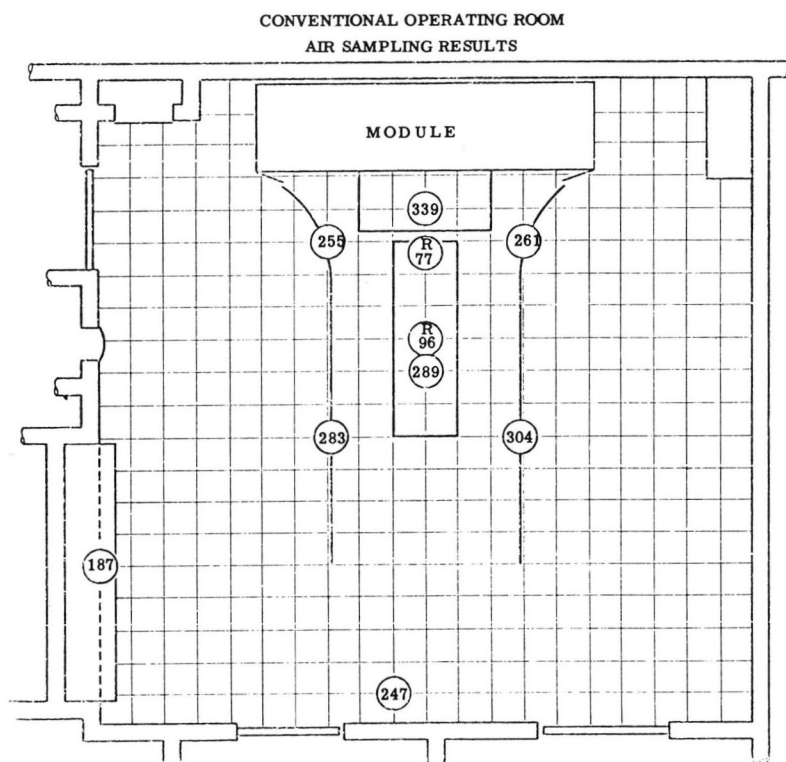 CONVENTIONAL OPERATING ROOM
AIR SAMPLING RESULTS
MODULE
339
255
R
77
261
R
96
289
283
304
187
247